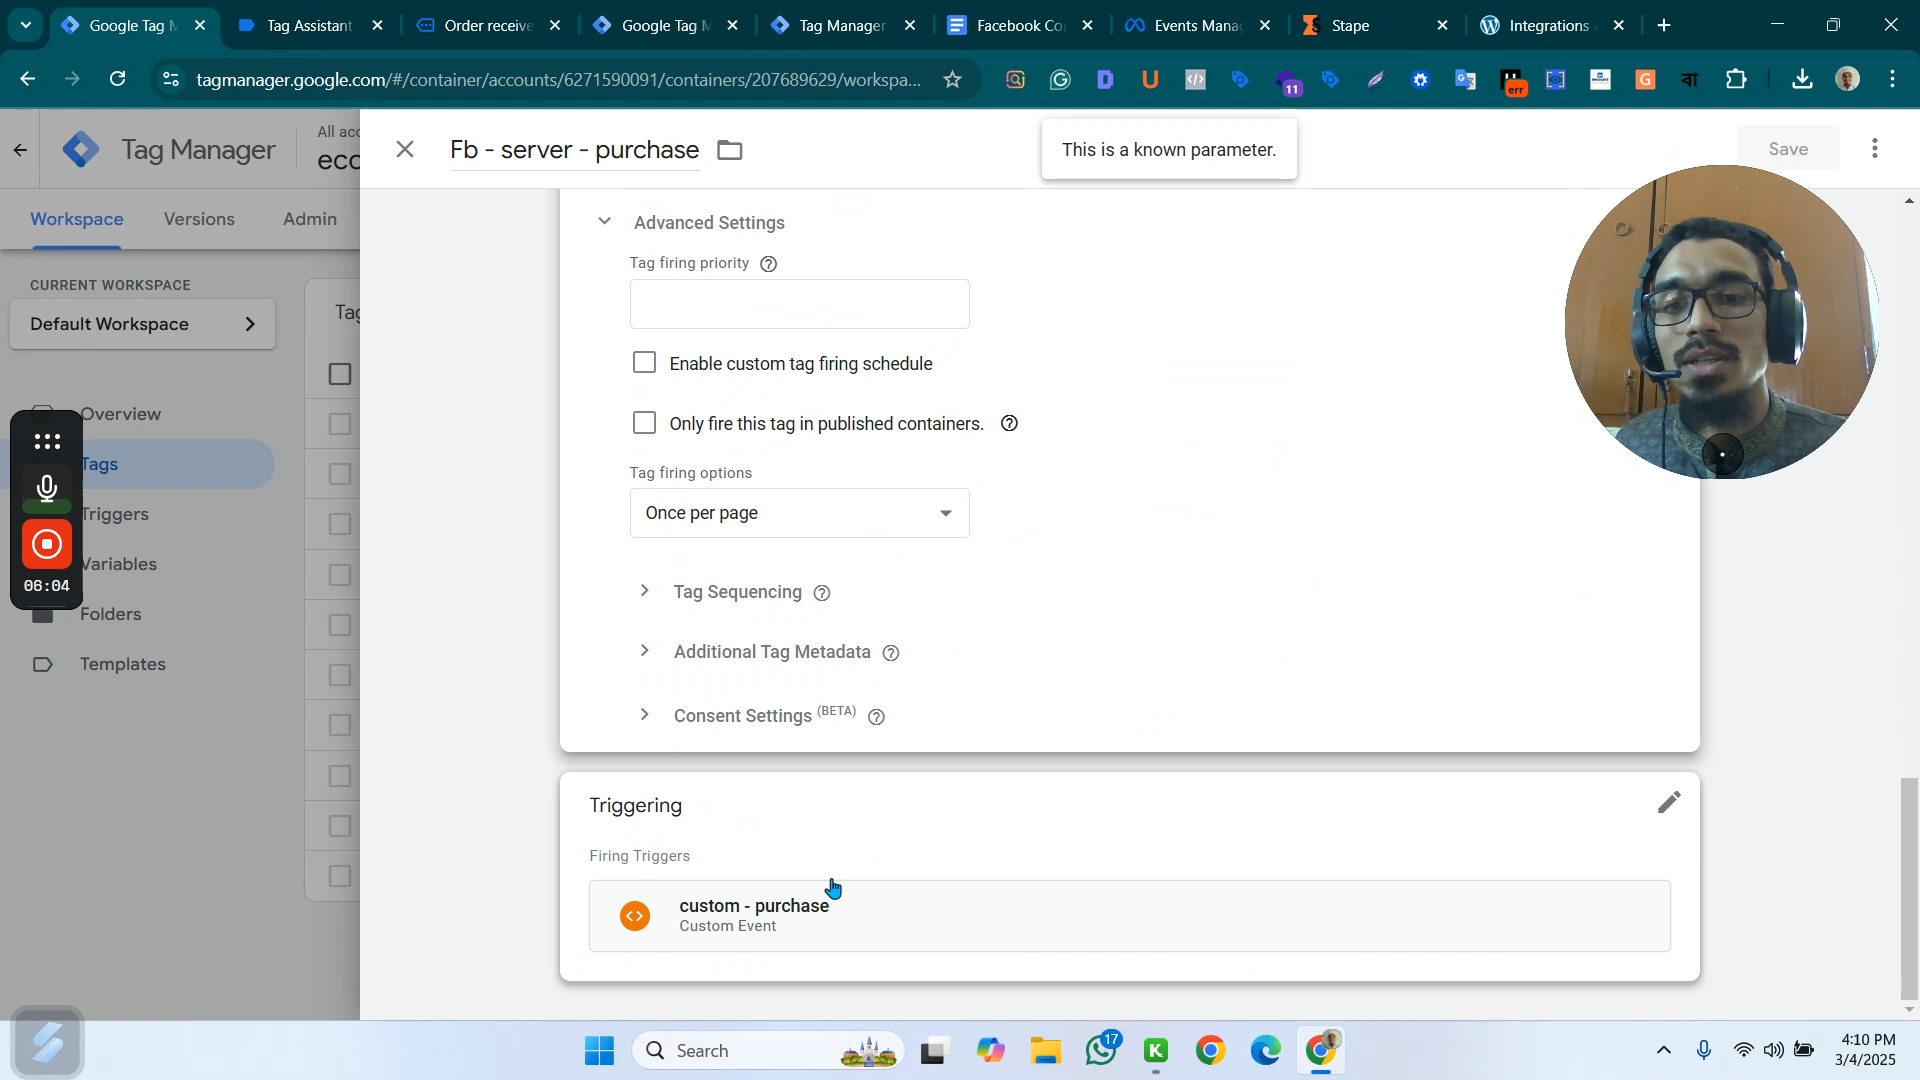 Google Tag M
Tag Assistant
Order receive
Google Tag M
Tag Manager
Facebook Co
Events Manag
Stape
Integrations
tagmanager.google.com/#/container/accounts/6271590091/containers/207689629/workspa...
11
err
বা
Tag Manager
All acc
ecc
Fb - server - purchase
This is a known parameter.
Save
Workspace
Versions
Admin
CURRENT WORKSPACE
Default Workspace
Tag
Overview
Tags
Triggers
Variables
Folders
Templates
06:04
Advanced Settings
Tag firing priority
Enable custom tag firing schedule
Only fire this tag in published containers.
Tag firing options
Once per page
Tag Sequencing
Additional Tag Metadata
Consent Settings (BETA)
Triggering
Firing Triggers
custom - purchase
Custom Event
Search
17
4:10 PM
3/4/2025